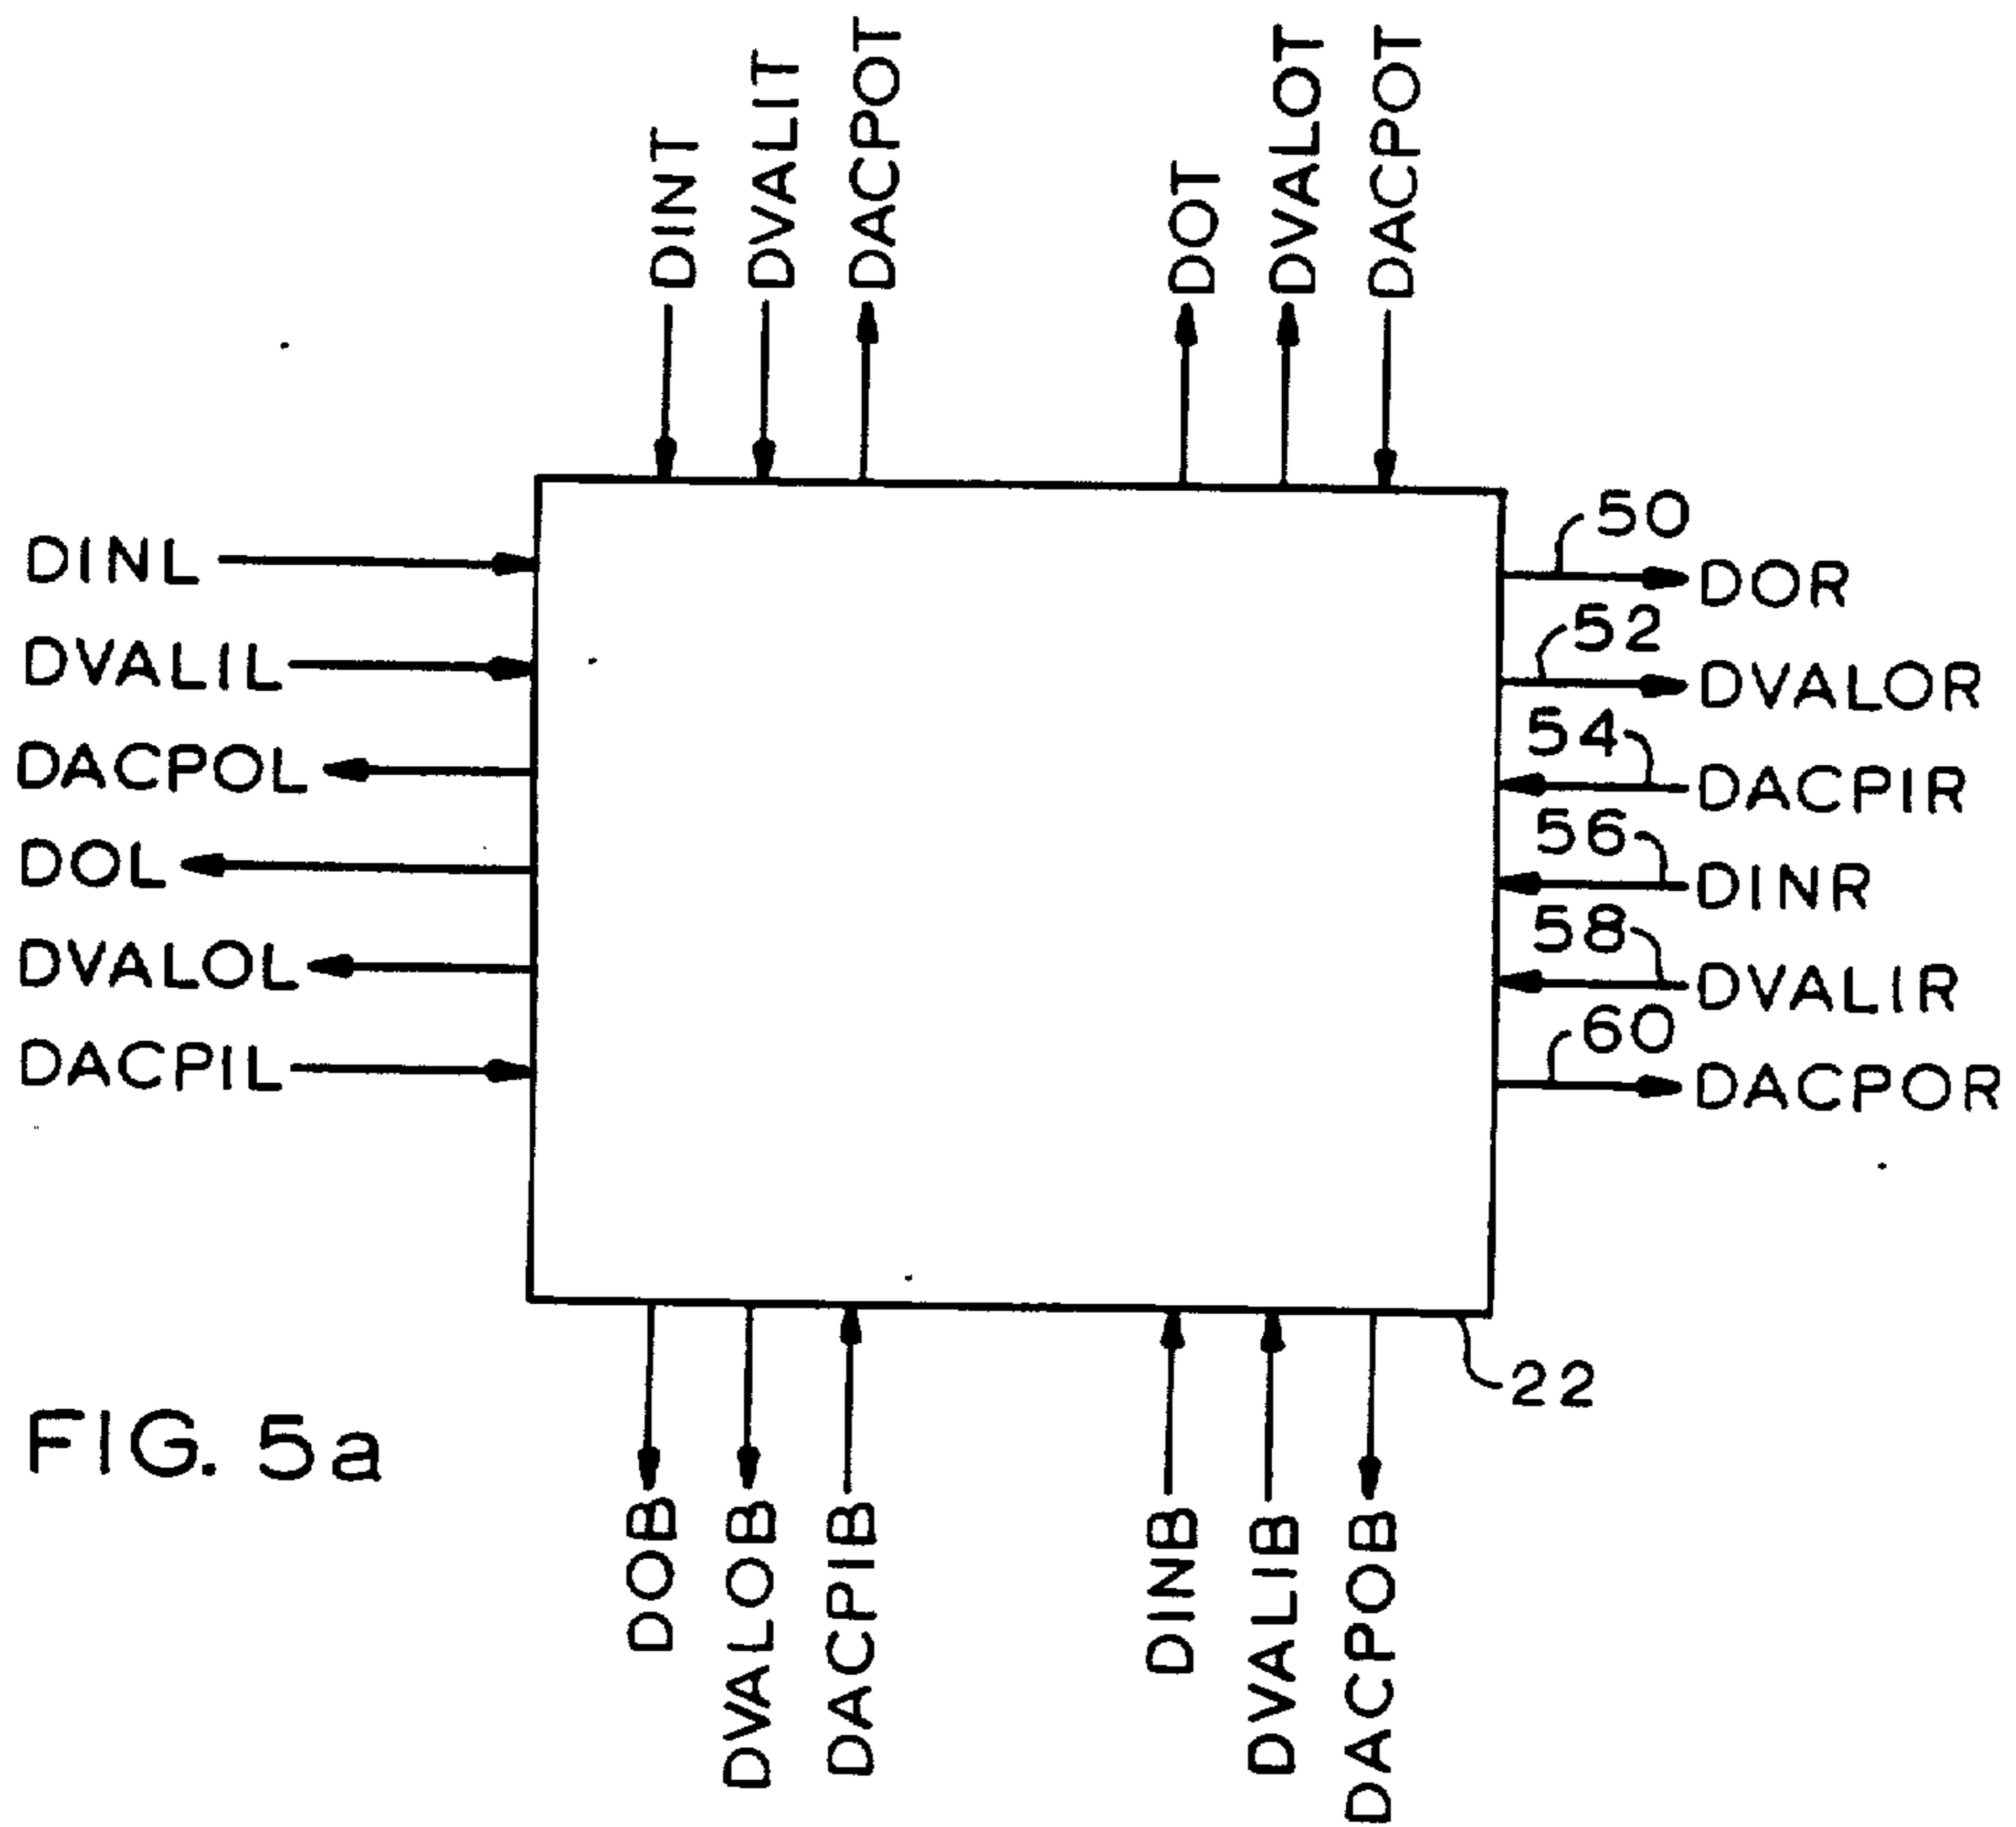 DINT
DVALIT
DACPOT
DOT
DVALOT
DACPOT
DINL
DVALIL
DACPOL
DOL
DVALOL
DACPIL
50
DOR
52
DVALOR
54
DACPIR
56
DINR
58
DVALIR
60
DACPOR
22
DOB
DVALOB
DACPIB
DINB
DVALIB
DACPOB
FIG. 5a